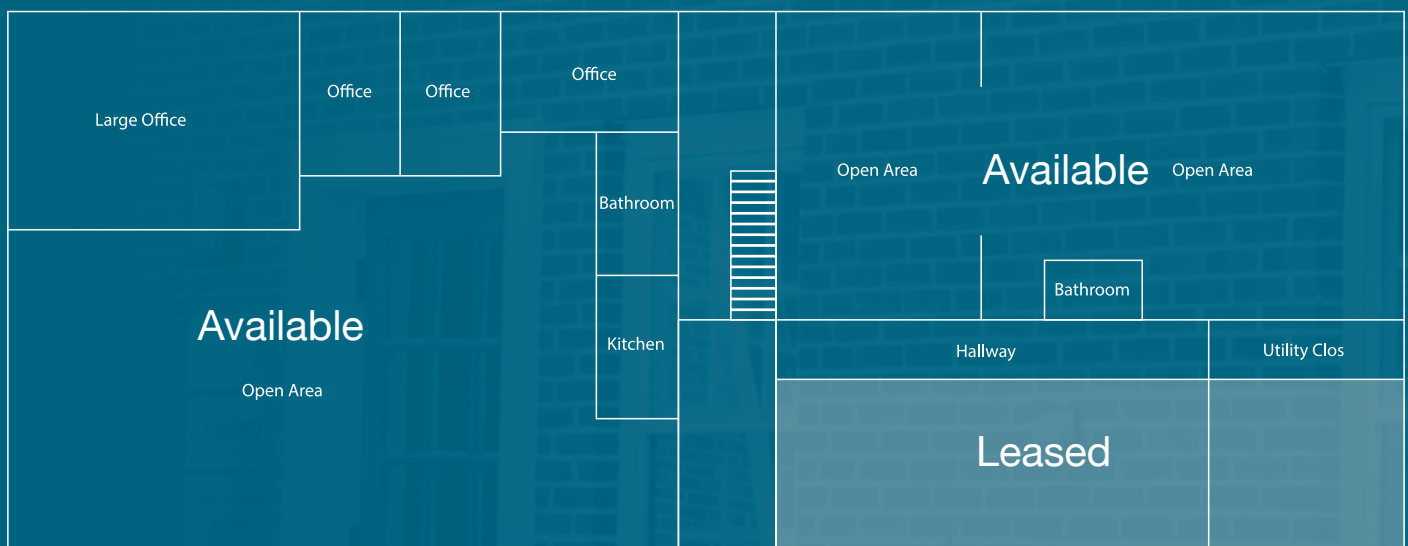 Large Office
Office
Office
Office
Bathroom
Kitchen
Available
Open Area
Open Area
Available
Open Area
Bathroom
Hallway
Utility Clos
Leased